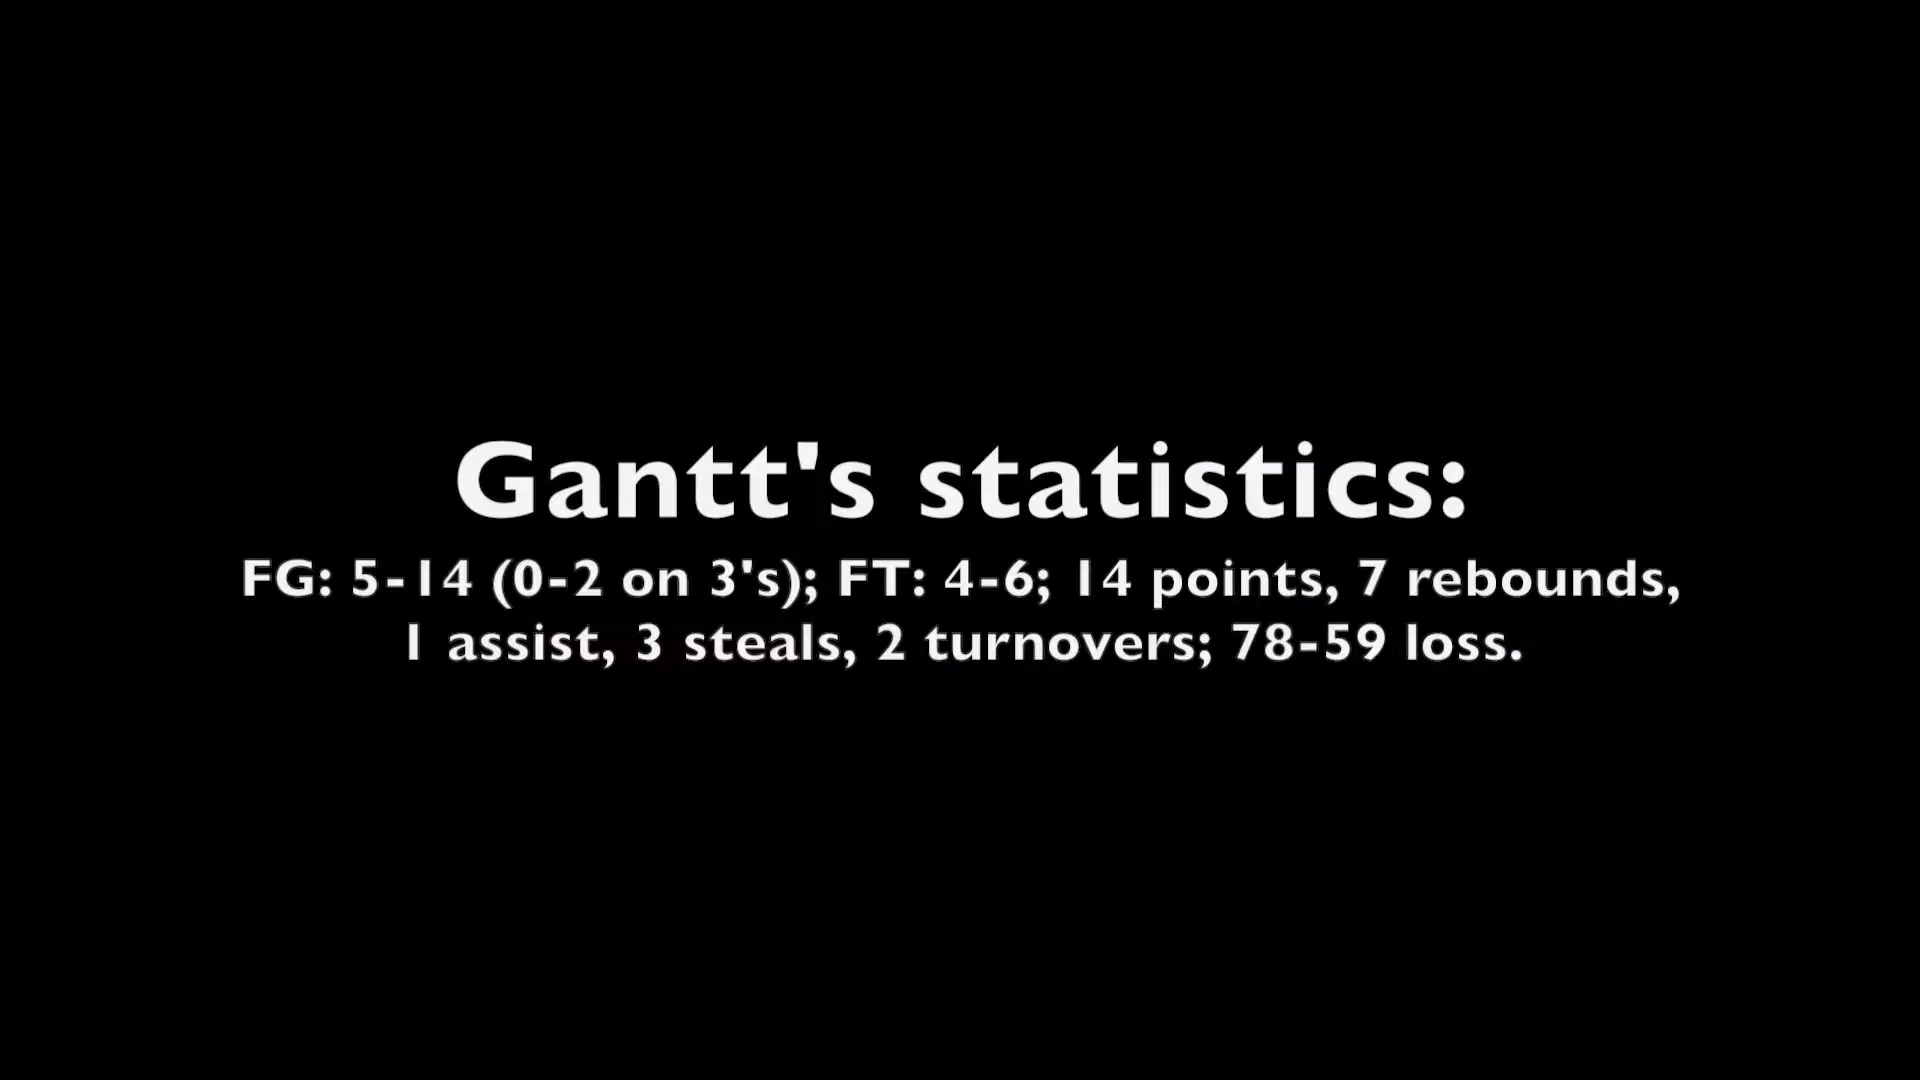 Gantt's statistics:
FG: 5-14 (0-2 on 3's); FT: 4-6; 14 points, 7 rebounds,
1 assist, 3 steals, 2 turnovers; 78-59 loss.